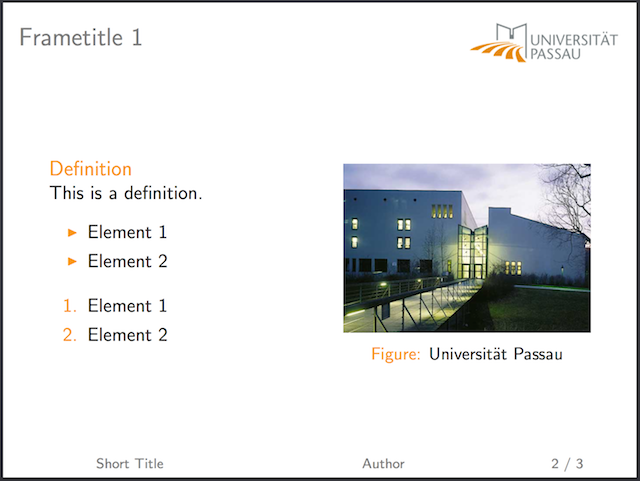 Frametitle 1
UNIVERSITÄT
PASSAU
Definition
This is a definition.
Element 1
Element 2
1. Element 1
2. Element 2
Figure: Universität Passau
Short Title
Author
2 / 3